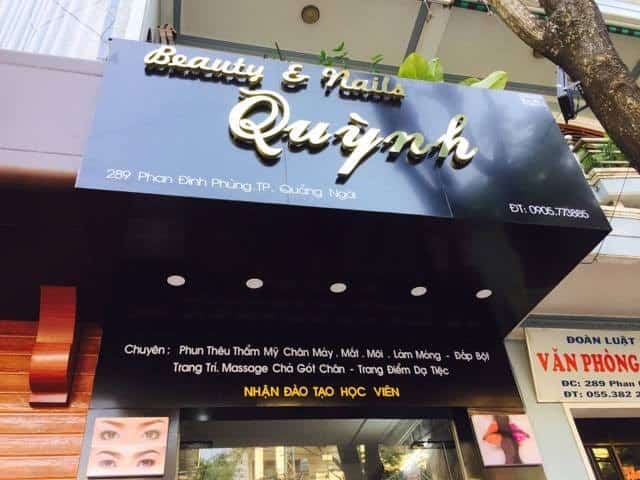 Beauty & Nails
Quỳnh
289 Phan Đình Phùng.TP. Quảng Ngãi
ĐT: 0905.773885
Chuyên : Phun Thêu Thẩm Mỹ Chân Mày . Mắt . Môi . Làm Móng - Đắp Bột
Trang Trí. Massage Chà Gót Chân - Trang Điểm Dạ Tiệc
NHẬN ĐÀO TẠO HỌC VIÊN
ĐOÀN LUẬT
VĂN PHÒNG
ĐC: 289 Phan
ĐT: 055.382 2